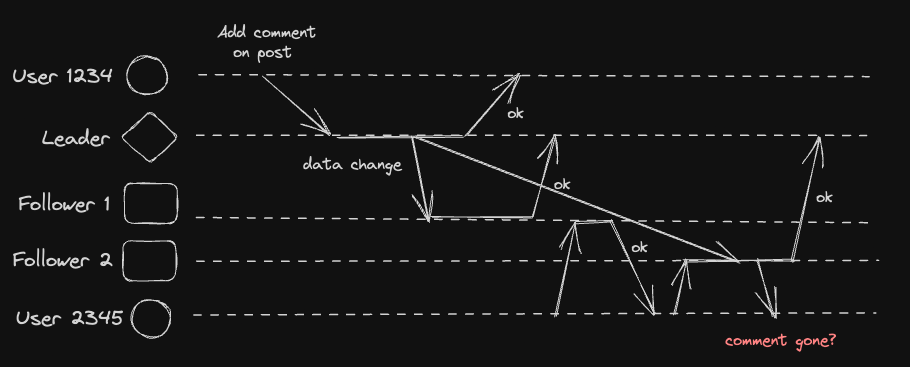 Add comment
on post
User 1234
ok
Leader
data change
ok
ok
Follower 1
ok
Follower 2
User 2345
comment gone?